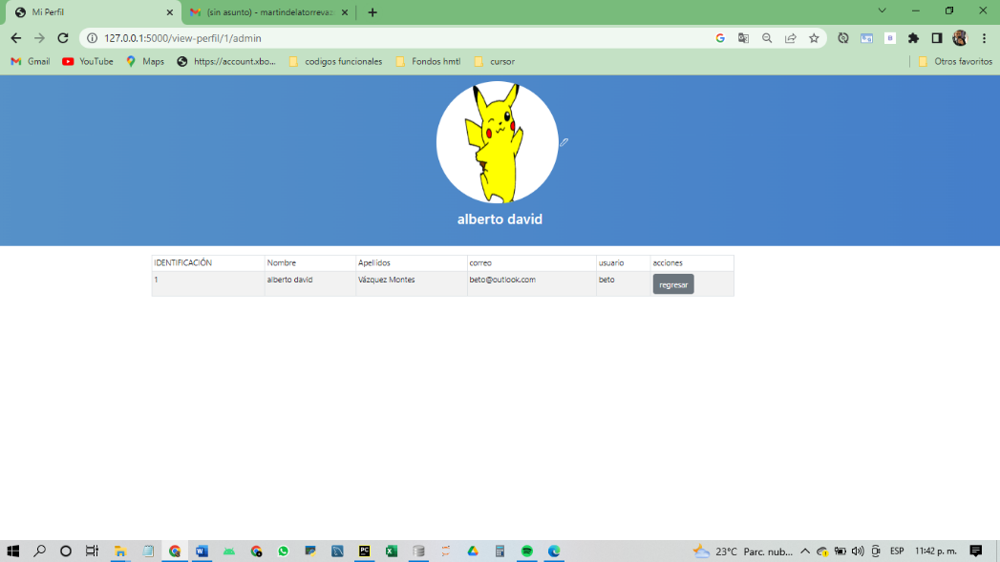 Mi Perfil
(sin asunto) - martindelatorrevaz
127.0.0.1:5000/view-perfil/1/admin
Gmail YouTube Maps https://account.xbo... codigos funcionales Fondos hmtl cursor Otros favoritos
alberto david
IDENTIFICACIÓN Nombre Apellidos correo usuario acciones
1 alberto david Vázquez Montes beto@outlook.com beto regresar
23°C Parc. nub... ESP 11:42 p. m.